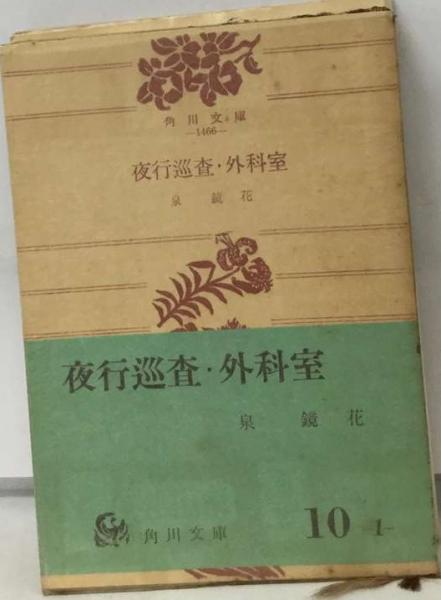 角川文庫
—1466—
夜行巡査・外科室
泉 鏡 花
夜行巡査・外科室
泉 鏡 花
角川文庫 10 1-